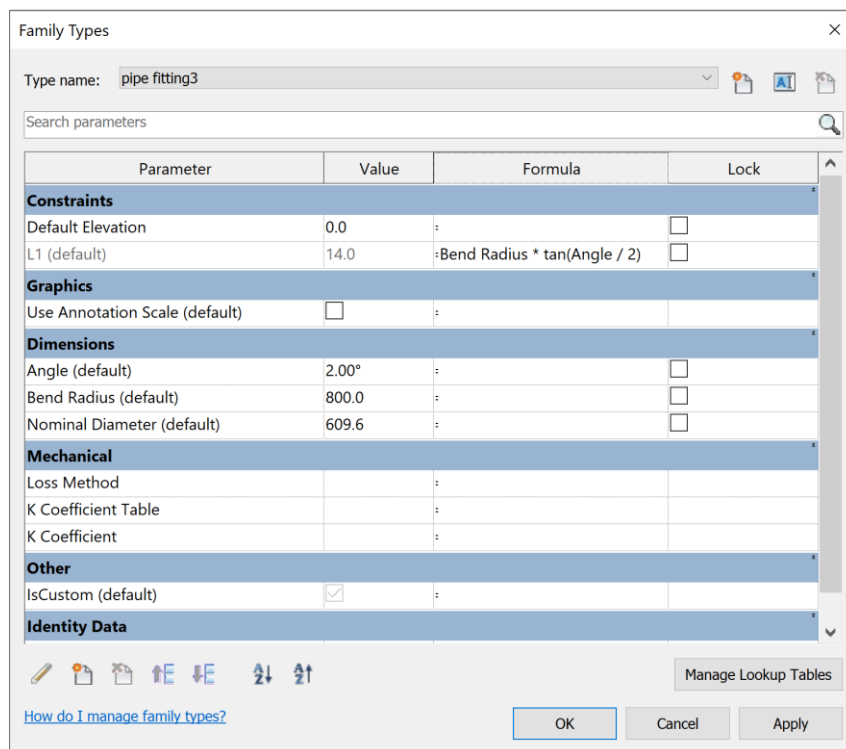 Family Types
Type name: pipe fitting3
Search parameters
Parameter Value Formula Lock
Constraints
Default Elevation 0.0 =
L1 (default) 14.0 =Bend Radius * tan(Angle / 2)
Graphics
Use Annotation Scale (default) =
Dimensions
Angle (default) 2.00° =
Bend Radius (default) 800.0 =
Nominal Diameter (default) 609.6 =
Mechanical
Loss Method =
K Coefficient Table =
K Coefficient =
Other
IsCustom (default) =
Identity Data
Manage Lookup Tables
How do I manage family types?
OK Cancel Apply